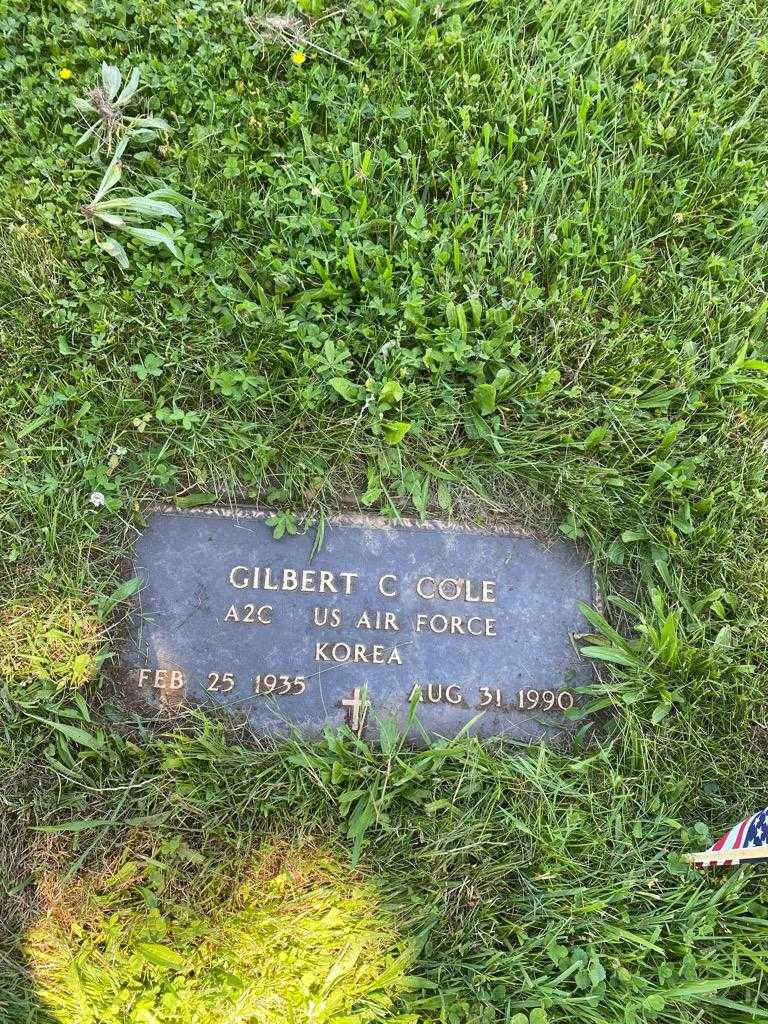 GILBERT C COLE
A2C US AIR FORCE
KOREA
FEB 25 1935 AUG 31 1990